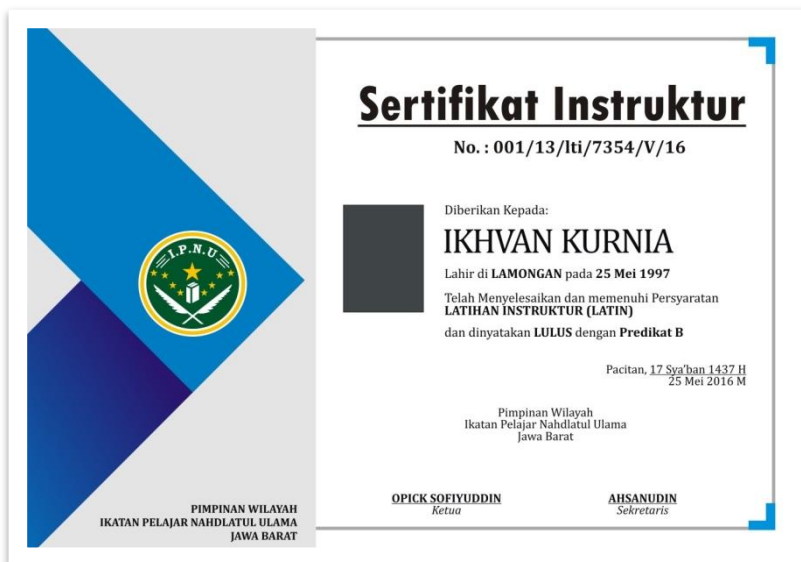 Sertifikat Instruktur
No. : 001/13/lti/7354/V/16
Diberikan Kepada:
IKHVAN KURNIA
Lahir di LAMONGAN pada 25 Mei 1997
Telah Menyelesaikan dan memenuhi Persyaratan
LATIHAN INSTRUKTUR (LATIN)
dan dinyatakan LULUS dengan Predikat B
Pacitan, 17 Sya'ban 1437 H
25 Mei 2016 M
Pimpinan Wilayah
Ikatan Pelajar Nahdlatul Ulama
Jawa Barat
OPICK SOFIYUDDIN
Ketua
AHSANUDIN
Sekretaris
I.P.N.U
PIMPINAN WILAYAH
IKATAN PELAJAR NAHDLATUL ULAMA
JAWA BARAT